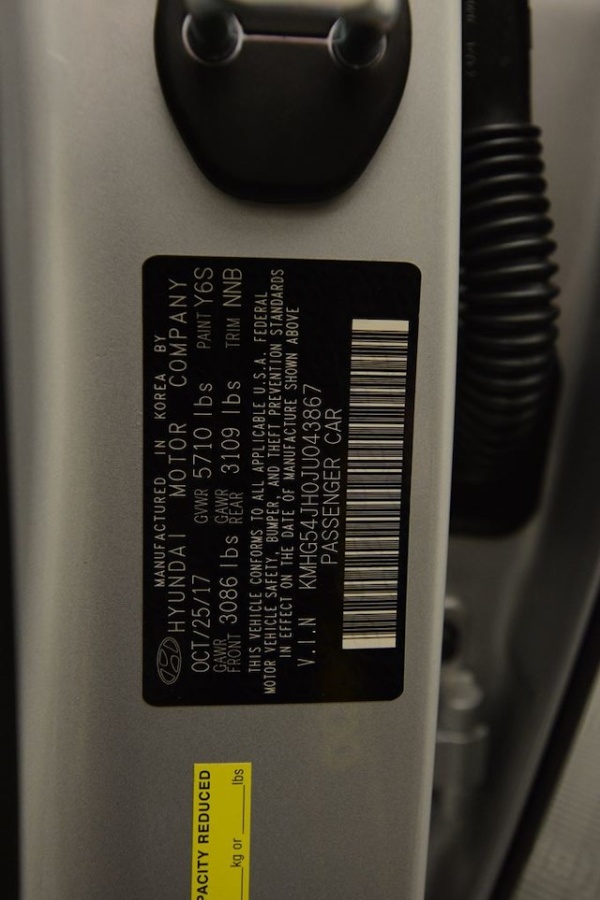 MANUFACTURED IN KOREA BY
HYUNDAI MOTOR COMPANY
OCT/25/17 GVWR 5710 lbs PAINT Y6S
GAWR FRONT 3086 lbs GAWR REAR 3109 lbs TRIM NNB
THIS VEHICLE CONFORMS TO ALL APPLICABLE U.S.A. FEDERAL
MOTOR VEHICLE SAFETY, BUMPER, AND THEFT PREVENTION STANDARDS
IN EFFECT ON THE DATE OF MANUFACTURE SHOWN ABOVE
V.I.N KMHG54JH0JU043867
PASSENGER CAR
PACITY REDUCED
kg or ______lbs